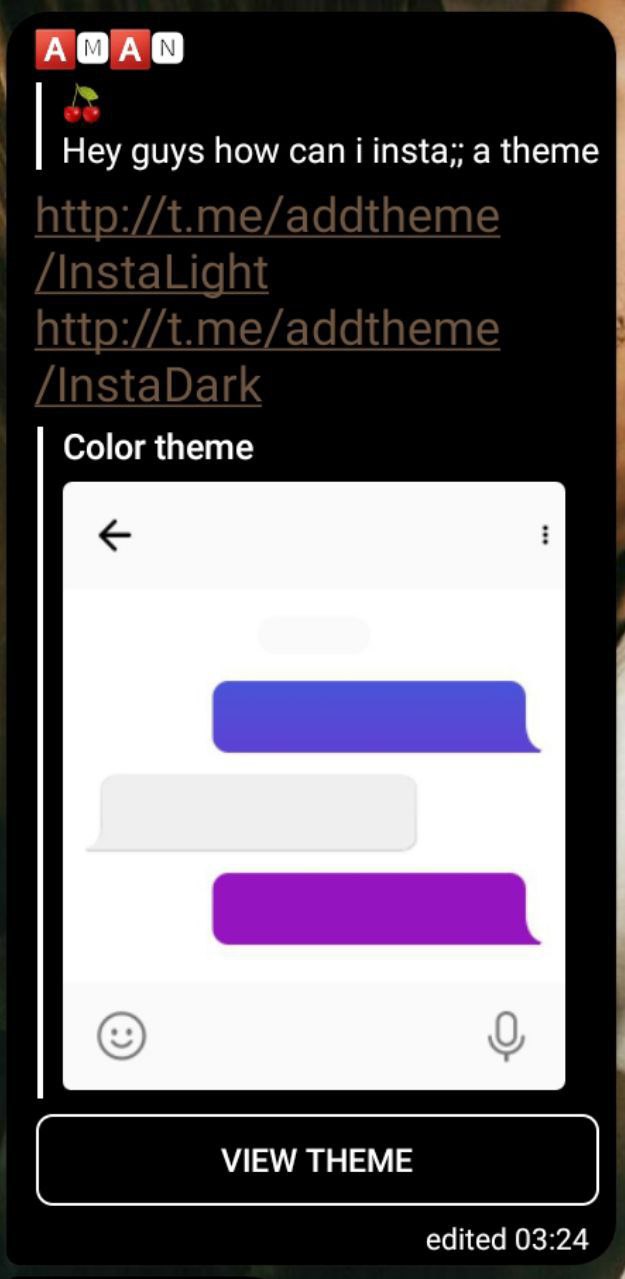 🅰🄼🅰🄽
🍒
Hey guys how can i insta;; a theme
http://t.me/addtheme
/InstaLight
http://t.me/addtheme
/InstaDark
Color theme
VIEW THEME
edited 03:24